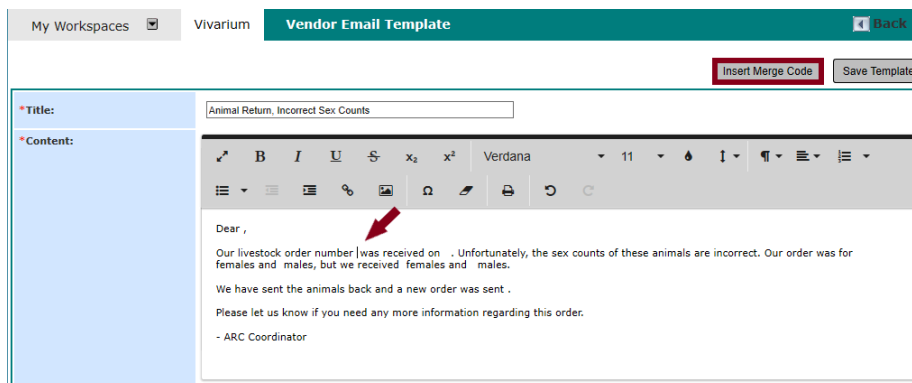 My Workspaces Vivarium Vendor Email Template Back
Insert Merge Code Save Template
*Title: Animal Return, Incorrect Sex Counts
*Content:
B I U S x₂ x² Verdana 11
Ω
Dear ,
Our livestock order number was received on . Unfortunately, the sex counts of these animals are incorrect. Our order was for
females and males, but we received females and males.
We have sent the animals back and a new order was sent .
Please let us know if you need any more information regarding this order.
- ARC Coordinator